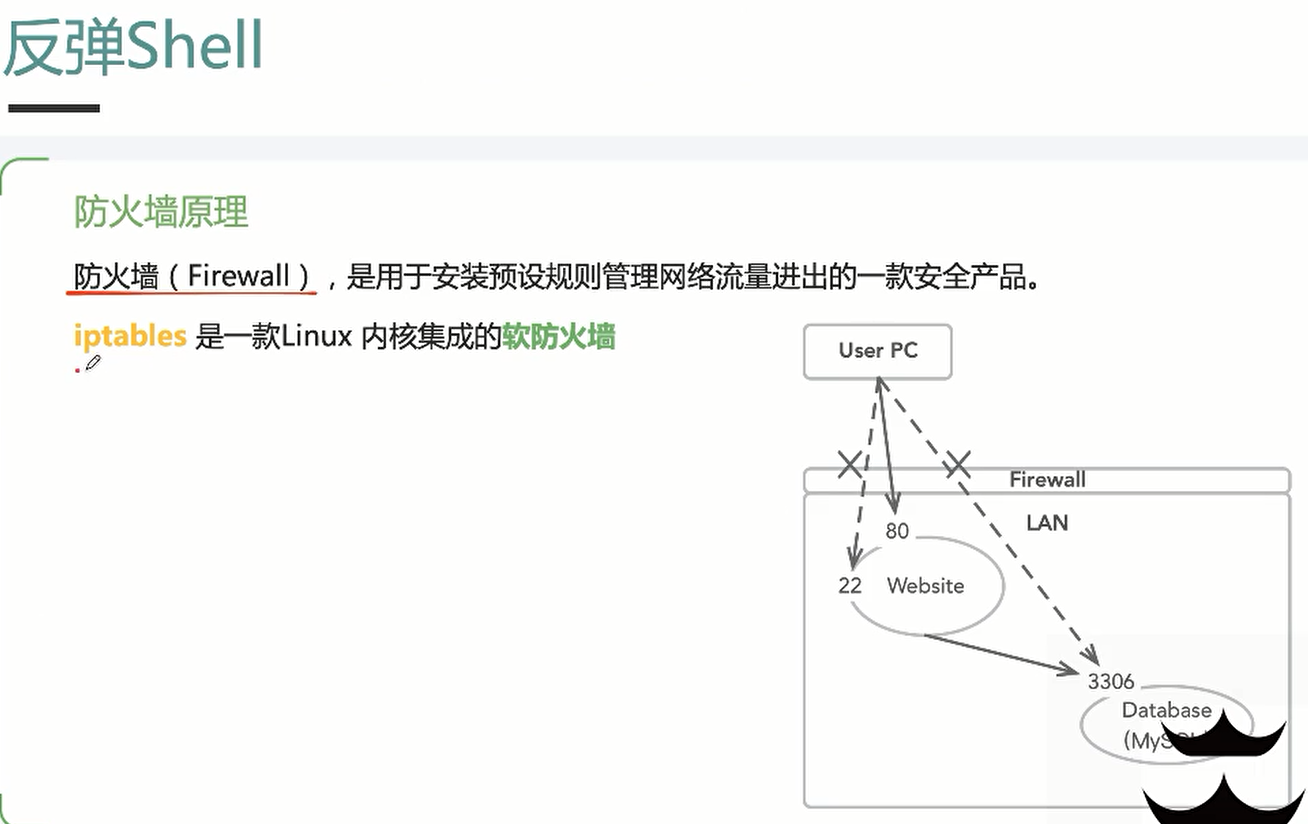 反弹Shell
防火墙原理
防火墙（Firewall），是用于安装预设规则管理网络流量进出的一款安全产品。
iptables 是一款Linux 内核集成的软防火墙
User PC
Firewall
LAN
80
22 Website
3306
Database